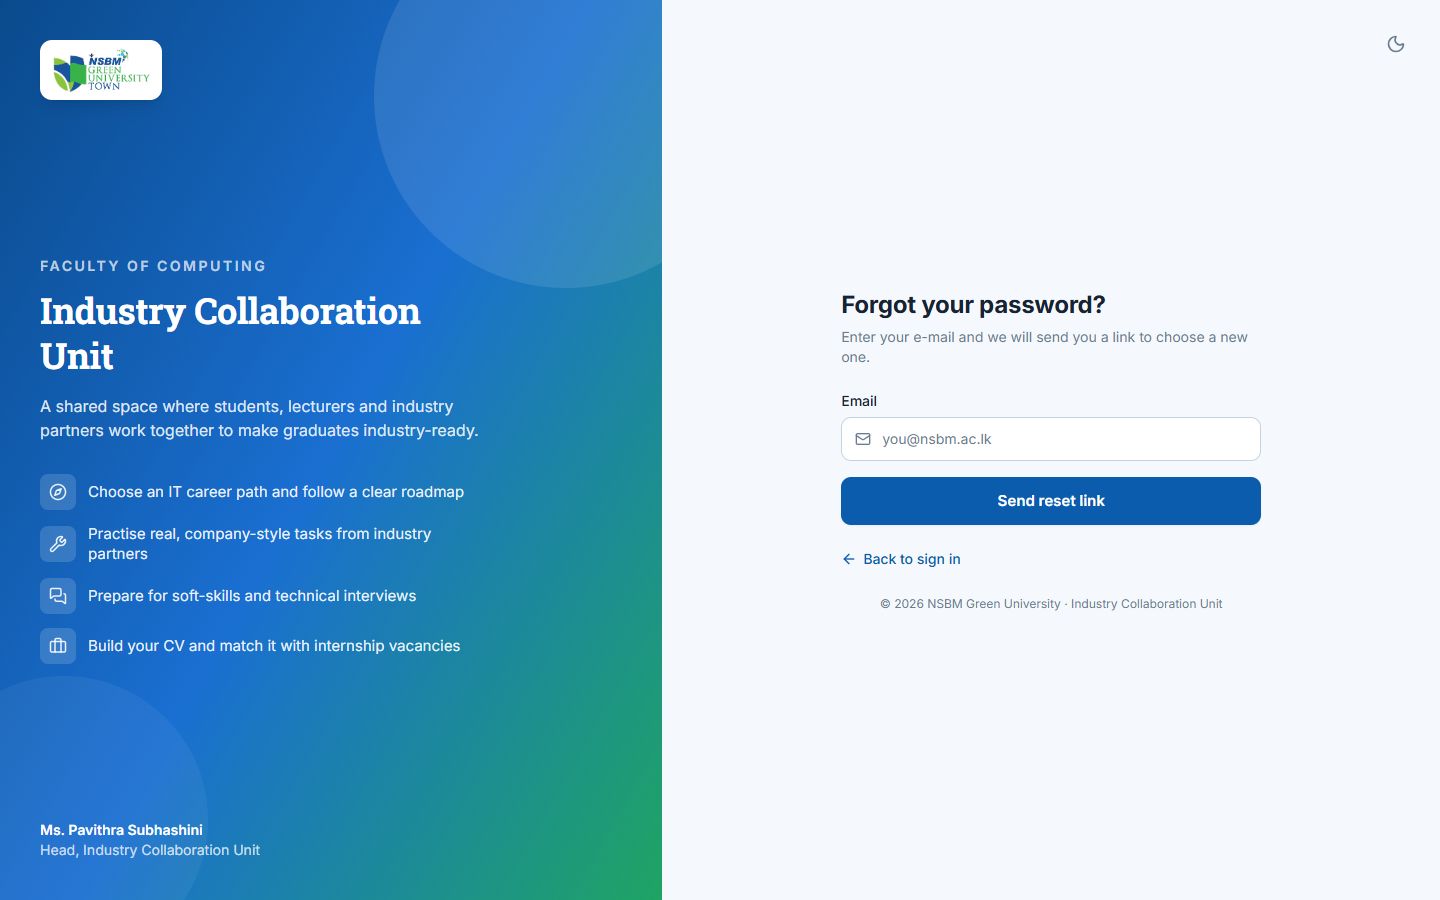 NSBM
GREEN
UNIVERSITY
TOWN
FACULTY OF COMPUTING
Industry Collaboration
Unit
A shared space where students, lecturers and industry
partners work together to make graduates industry-ready.
Choose an IT career path and follow a clear roadmap
Practise real, company-style tasks from industry
partners
Prepare for soft-skills and technical interviews
Build your CV and match it with internship vacancies
Ms. Pavithra Subhashini
Head, Industry Collaboration Unit
Forgot your password?
Enter your e-mail and we will send you a link to choose a new
one.
Email
you@nsbm.ac.lk
Send reset link
Back to sign in
© 2026 NSBM Green University · Industry Collaboration Unit